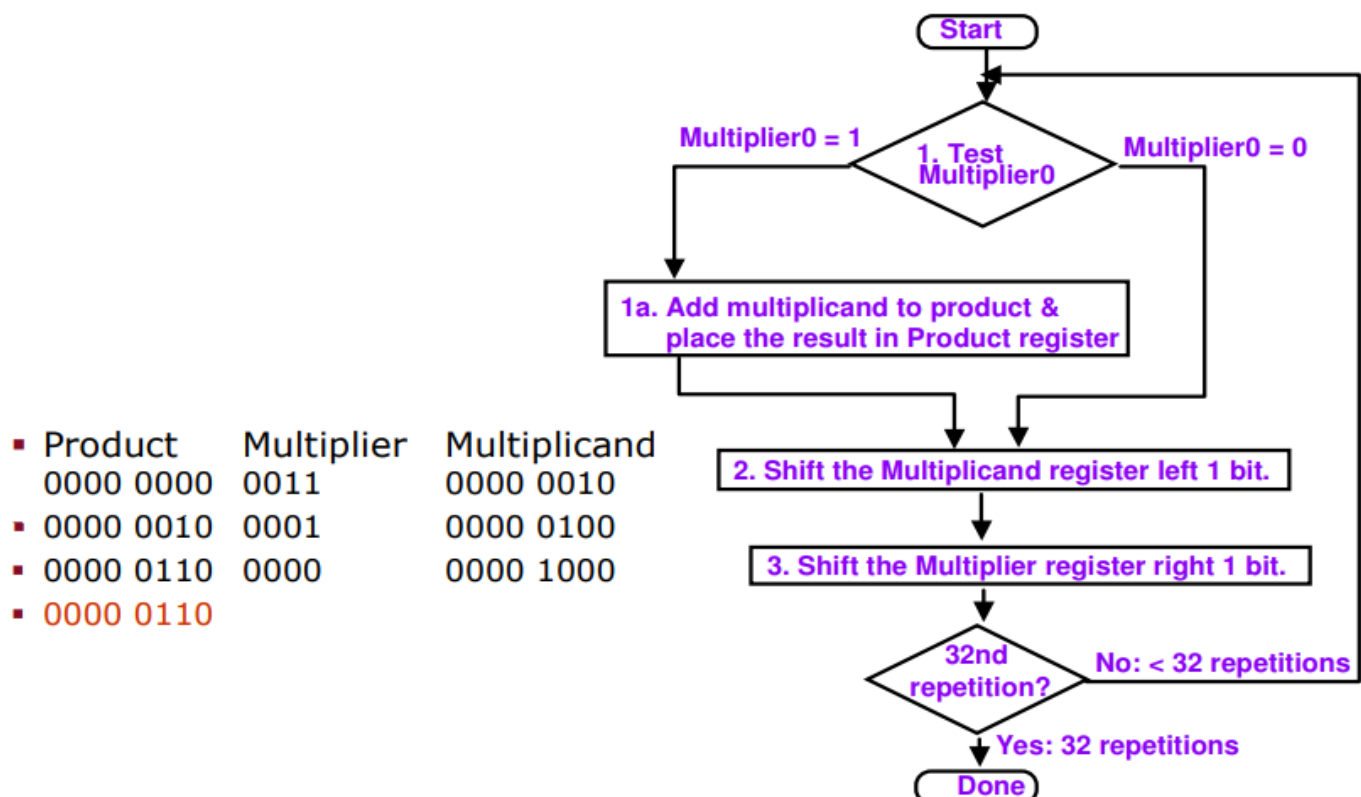 Product Multiplier Multiplicand
0000 0000 0011 0000 0010
0000 0010 0001 0000 0100
0000 0110 0000 0000 1000
0000 0110
Start
Multiplier0 = 1
1. Test
Multiplier0
Multiplier0 = 0
1a. Add multiplicand to product &
place the result in Product register
2. Shift the Multiplicand register left 1 bit.
3. Shift the Multiplier register right 1 bit.
32nd
repetition?
No: < 32 repetitions
Yes: 32 repetitions
Done